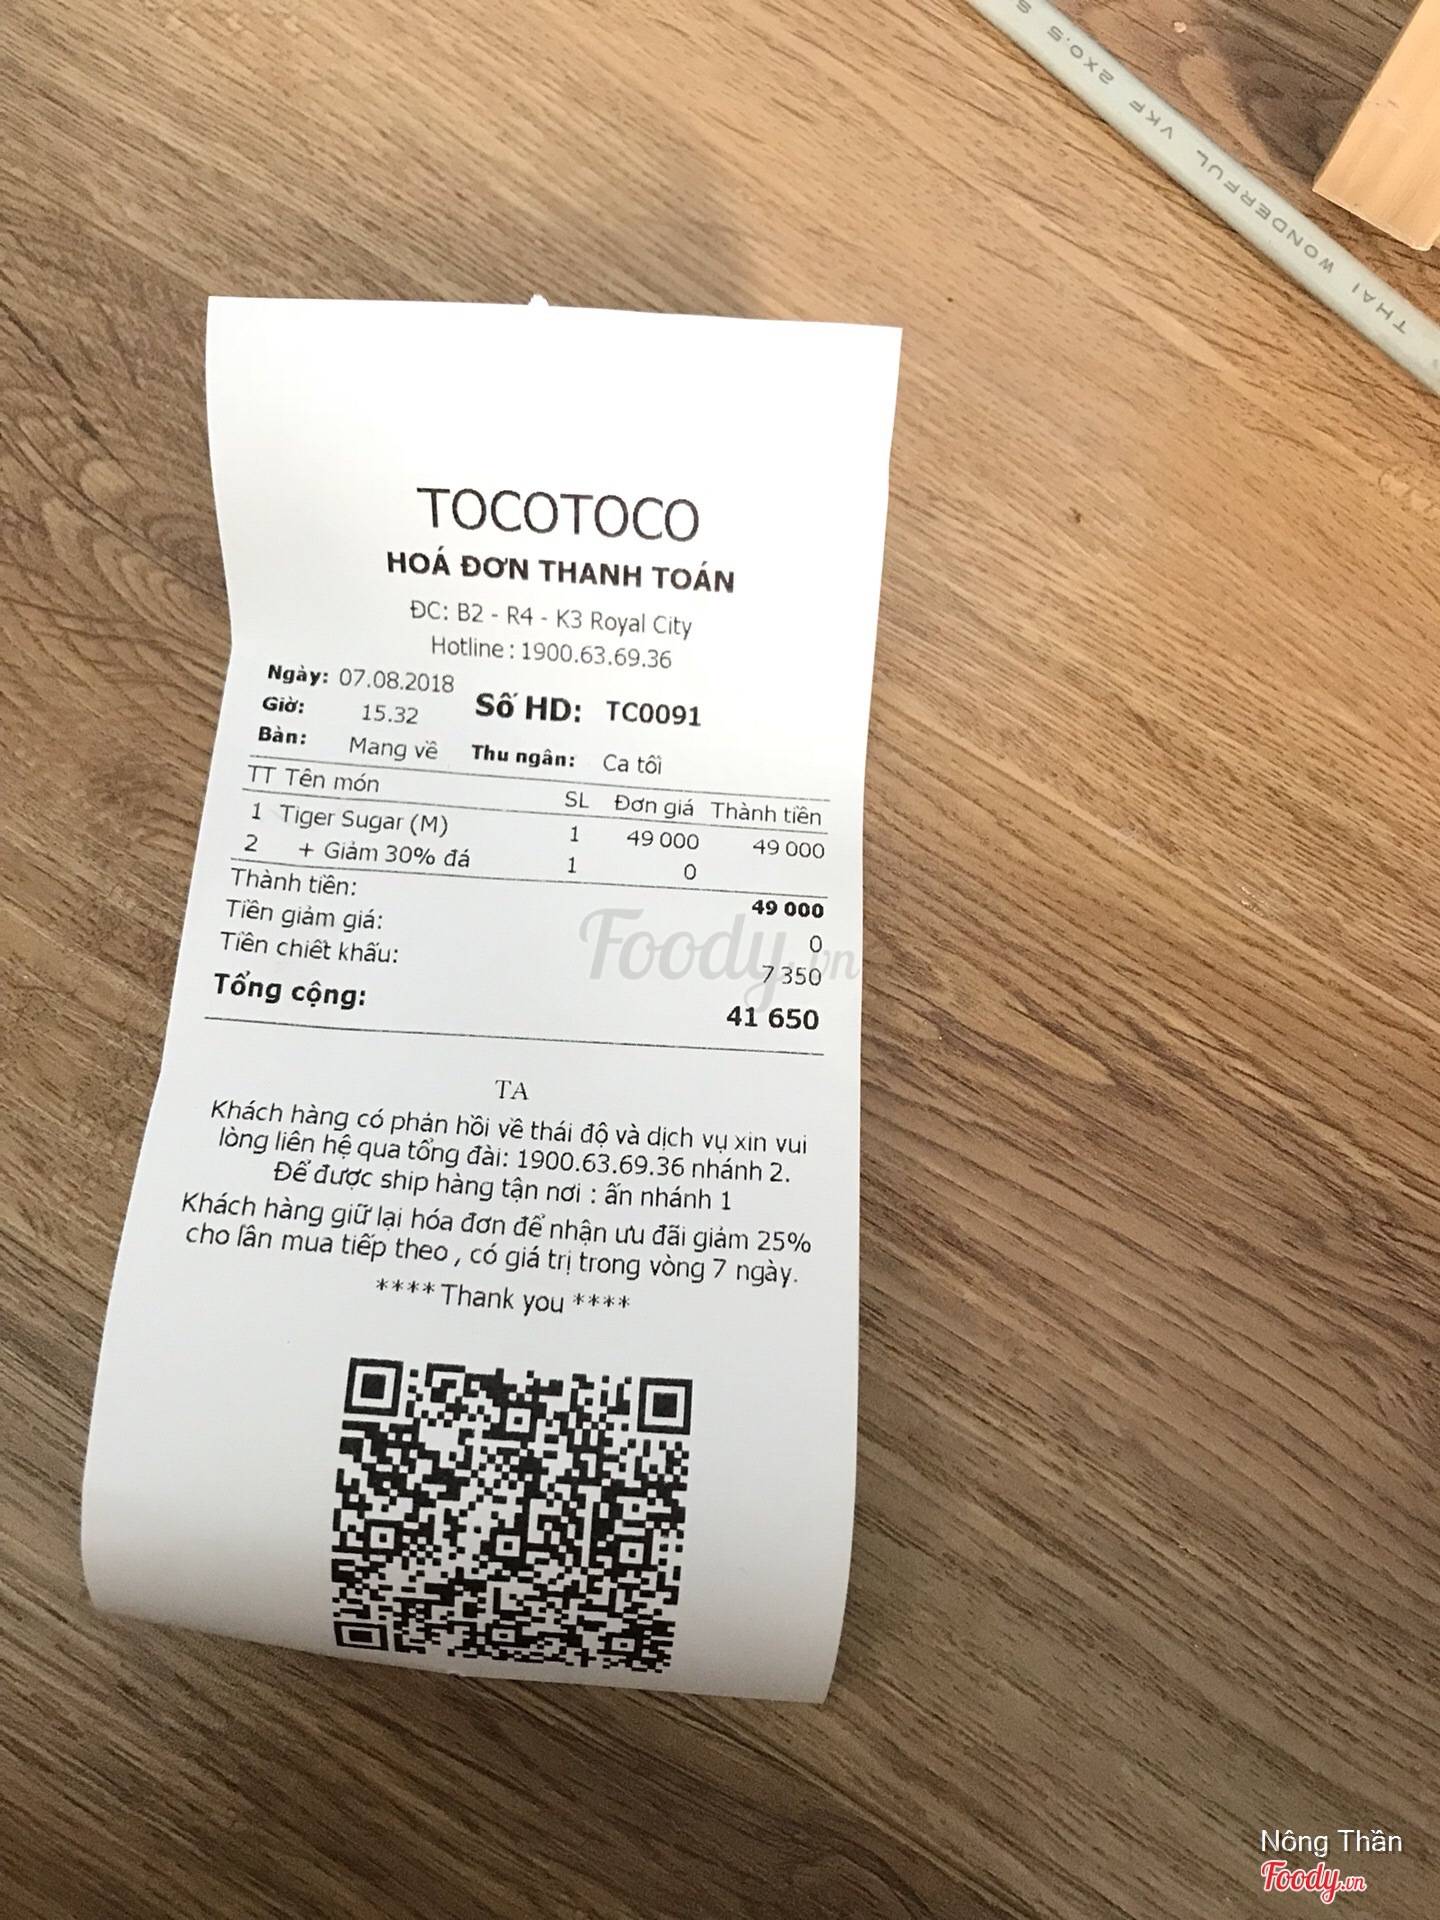 THAI WONDERFUL VKF 2X0.5 S
TOCOTOCO
HOÁ ĐƠN THANH TOÁN
ĐC: B2 - R4 - K3 Royal City
Hotline : 1900.63.69.36
Ngày: 07.08.2018
Giờ: 15.32 Số HD: TC0091
Bàn: Mang về Thu ngân: Ca tối
TT Tên món SL Đơn giá Thành tiền
1 Tiger Sugar (M) 1 49 000 49 000
2 + Giảm 30% đá 1 0
Thành tiền: 49 000
Tiền giảm giá: 0
Tiền chiết khấu: 7 350
Tổng cộng: 41 650
Foody.vn
TA
Khách hàng có phản hồi về thái độ và dịch vụ xin vui
lòng liên hệ qua tổng đài: 1900.63.69.36 nhánh 2.
Để được ship hàng tận nơi : ấn nhánh 1
Khách hàng giữ lại hóa đơn để nhận ưu đãi giảm 25%
cho lần mua tiếp theo , có giá trị trong vòng 7 ngày.
**** Thank you ****
Nông Thần
Foody.vn